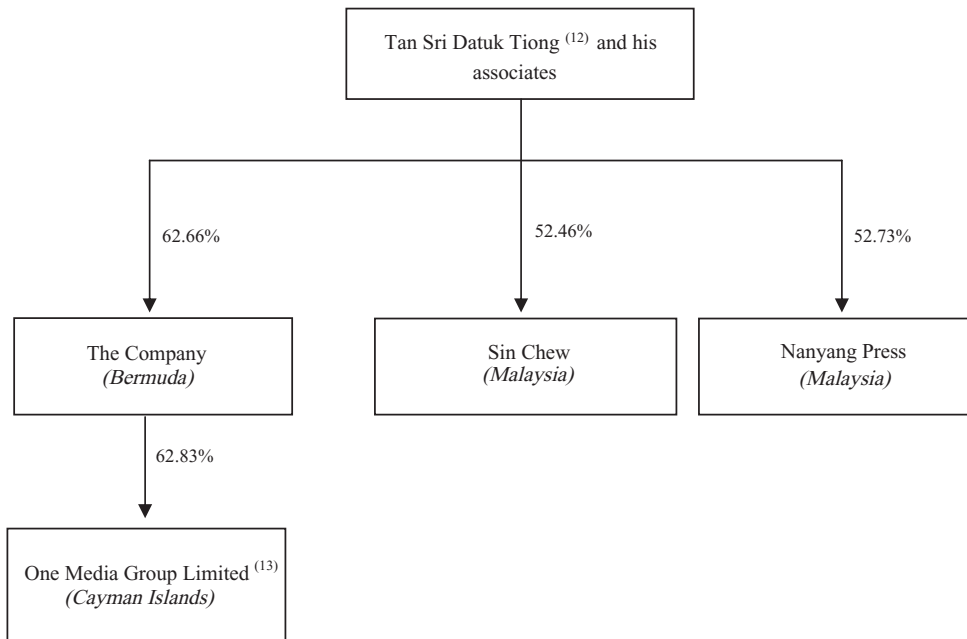 Tan Sri Datuk Tiong (12) and his
associates
62.66%
52.46%
52.73%
The Company
(Bermuda)
Sin Chew
(Malaysia)
Nanyang Press
(Malaysia)
62.83%
One Media Group Limited (13)
(Cayman Islands)